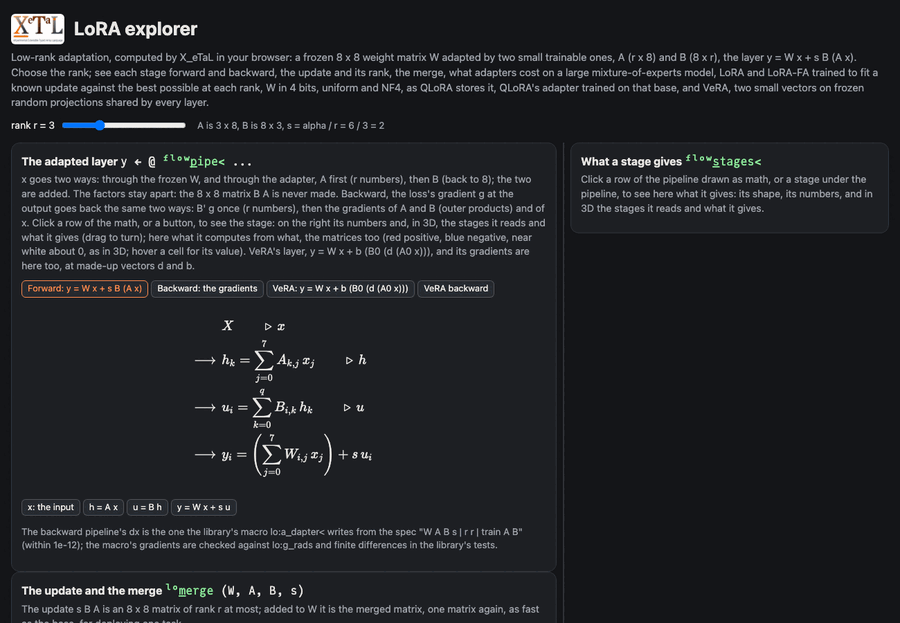 XeTaL LoRA explorer
Low-rank adaptation, computed by X_eTaL in your browser: a frozen 8 x 8 weight matrix W adapted by two small trainable ones, A (r x 8) and B (8 x r), the layer y = W x + s B (A x).
Choose the rank; see each stage forward and backward, the update and its rank, the merge, what adapters cost on a large mixture-of-experts model, LoRA and LoRA-FA trained to fit a
known update against the best possible at each rank, W in 4 bits, uniform and NF4, as QLoRA stores it, QLoRA's adapter trained on that base, and VeRA, two small vectors on frozen
random projections shared by every layer.
rank r = 3 A is 3 x 8, B is 8 x 3, s = alpha / r = 6 / 3 = 2
The adapted layer y ← @ flowpipe< ...
x goes two ways: through the frozen W, and through the adapter, A first (r numbers), then B (back to 8); the two
are added. The factors stay apart: the 8 x 8 matrix B A is never made. Backward, the loss's gradient g at the
output goes back the same two ways: B' g once (r numbers), then the gradients of A and B (outer products) and of
x. Click a row of the math, or a button, to see the stage: on the right its numbers and, in 3D, the stages it reads and
what it gives (drag to turn); here what it computes from what, the matrices too (red positive, blue negative, near
white about 0, as in 3D; hover a cell for its value). VeRA's layer, y = W x + b (B0 (d (A0 x))), and its gradients are
here too, at made-up vectors d and b.
Forward: y = W x + s B (A x) Backward: the gradients VeRA: y = W x + b (B0 (d (A0 x))) VeRA backward
X ▷ x
⟶ h_k = ∑_{j=0}^{7} A_{k,j} x_j ▷ h
⟶ u_i = ∑_{k=0}^{q} B_{i,k} h_k ▷ u
⟶ y_i = (∑_{j=0}^{7} W_{i,j} x_j) + s u_i
x: the input h = A x u = B h y = W x + s u
The backward pipeline's dx is the one the library's macro lo:a_dapter< writes from the spec "W A B s | r r | train A B"
(within 1e-12); the macro's gradients are checked against lo:g_rads and finite differences in the library's tests.
The update and the merge lomerge (W, A, B, s)
The update s B A is an 8 x 8 matrix of rank r at most; added to W it is the merged matrix, one matrix again, as fast
What a stage gives flowstages<
Click a row of the pipeline drawn as math, or a stage under the
pipeline, to see here what it gives: its shape, its numbers, and in
3D the stages it reads and what it gives.